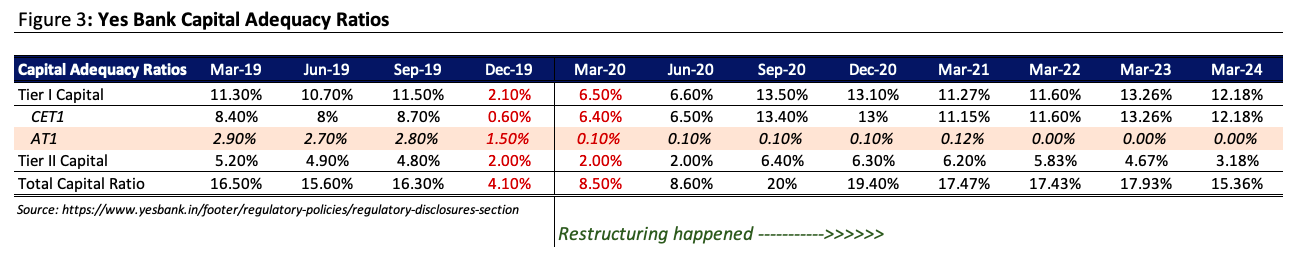 Figure 3: Yes Bank Capital Adequacy Ratios
Capital Adequacy Ratios Mar-19 Jun-19 Sep-19 Dec-19 Mar-20 Jun-20 Sep-20 Dec-20 Mar-21 Mar-22 Mar-23 Mar-24
Tier I Capital 11.30% 10.70% 11.50% 2.10% 6.50% 6.60% 13.50% 13.10% 11.27% 11.60% 13.26% 12.18%
CET1 8.40% 8% 8.70% 0.60% 6.40% 6.50% 13.40% 13% 11.15% 11.60% 13.26% 12.18%
AT1 2.90% 2.70% 2.80% 1.50% 0.10% 0.10% 0.10% 0.10% 0.12% 0.00% 0.00% 0.00%
Tier II Capital 5.20% 4.90% 4.80% 2.00% 2.00% 2.00% 6.40% 6.30% 6.20% 5.83% 4.67% 3.18%
Total Capital Ratio 16.50% 15.60% 16.30% 4.10% 8.50% 8.60% 20% 19.40% 17.47% 17.43% 17.93% 15.36%
Source: https://www.yesbank.in/footer/regulatory-policies/regulatory-disclosures-section
Restructuring happened ----------->>>>>>